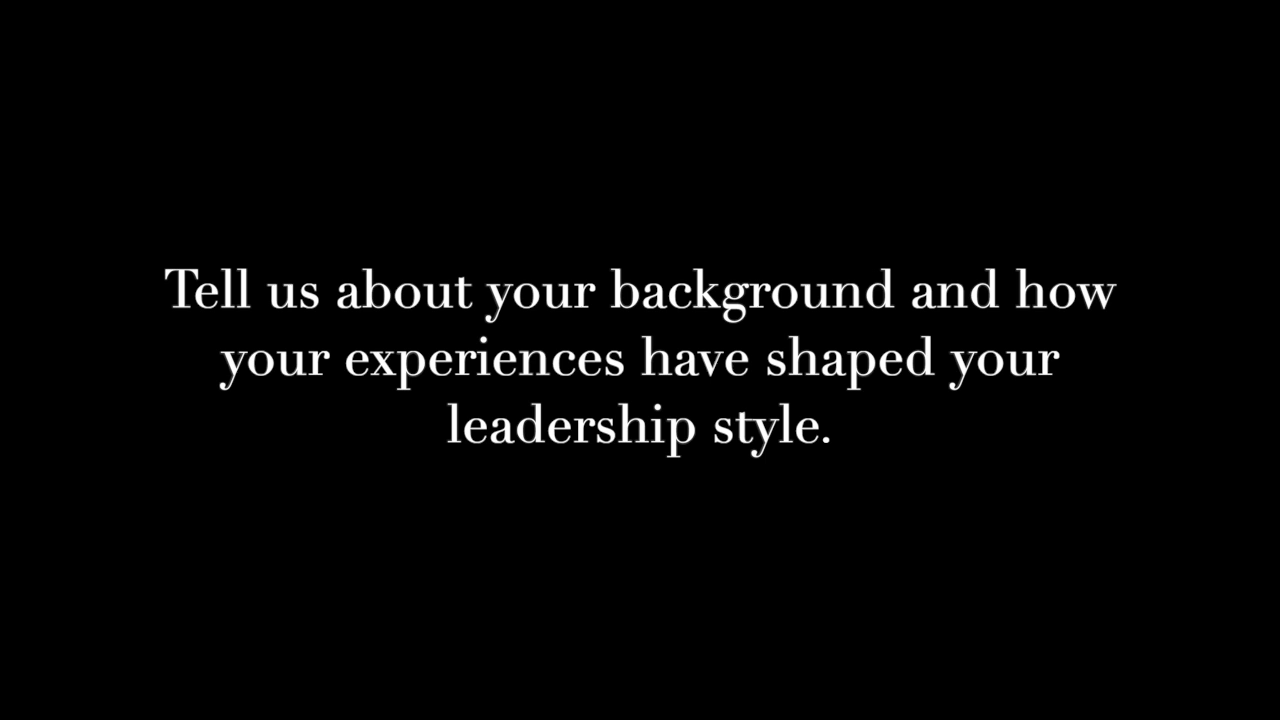 Tell us about your background and how
your experiences have shaped your
leadership style.